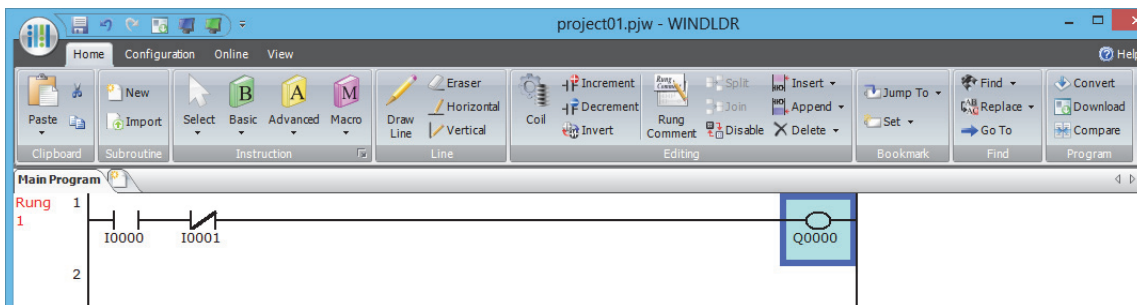 project01.pjw - WINDLDR
Home Configuration Online View
Help
Paste
New
Import
Select Basic Advanced Macro
B A M
Draw Line
Eraser
Horizontal
Vertical
Coil
Increment
Decrement
Invert
Rung Comment
Split
Join
Disable
Insert
Append
Delete
Jump To
Set
Find
Replace
Go To
Convert
Download
Compare
Clipboard Subroutine Instruction Line Editing Bookmark Find Program
Main Program
Rung 1
1
I0000 I0001 Q0000
2